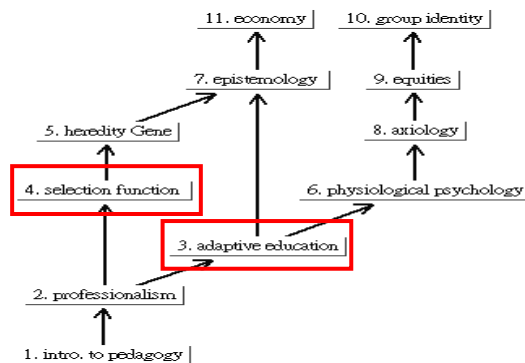 11. economy
10. group identity
7. epistemology
9. equities
5. heredity Gene
8. axiology
4. selection function
6. physiological psychology
3. adaptive education
2. professionalism
1. intro. to pedagogy